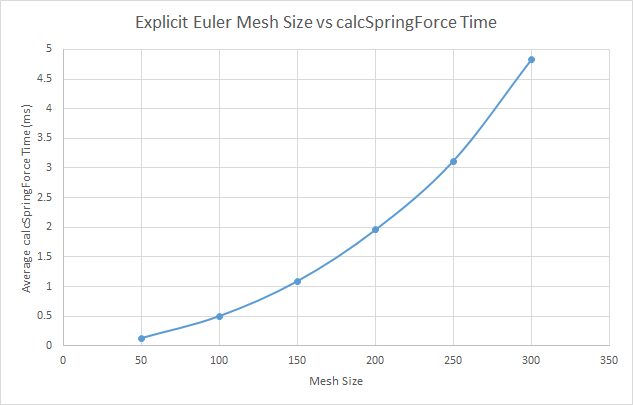 Explicit Euler Mesh Size vs calcSpringForce Time
5
4.5
4
3.5
3
2.5
2
1.5
1
0.5
0
Average calcSpringForce Time (ms)
0 50 100 150 200 250 300 350
Mesh Size